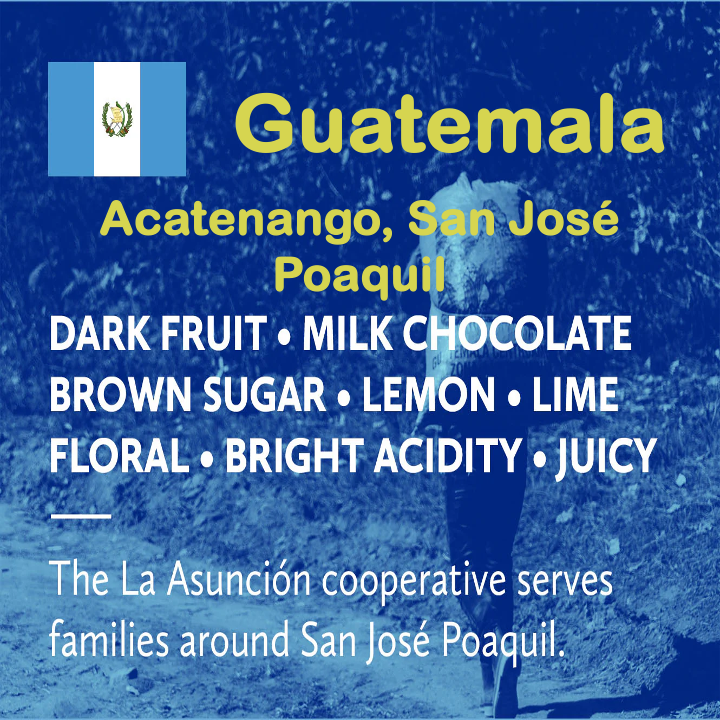 Guatemala
Acatenango, San José
Poaquil
DARK FRUIT • MILK CHOCOLATE
BROWN SUGAR • LEMON • LIME
FLORAL • BRIGHT ACIDITY • JUICY
The La Asunción cooperative serves
families around San José Poaquil.